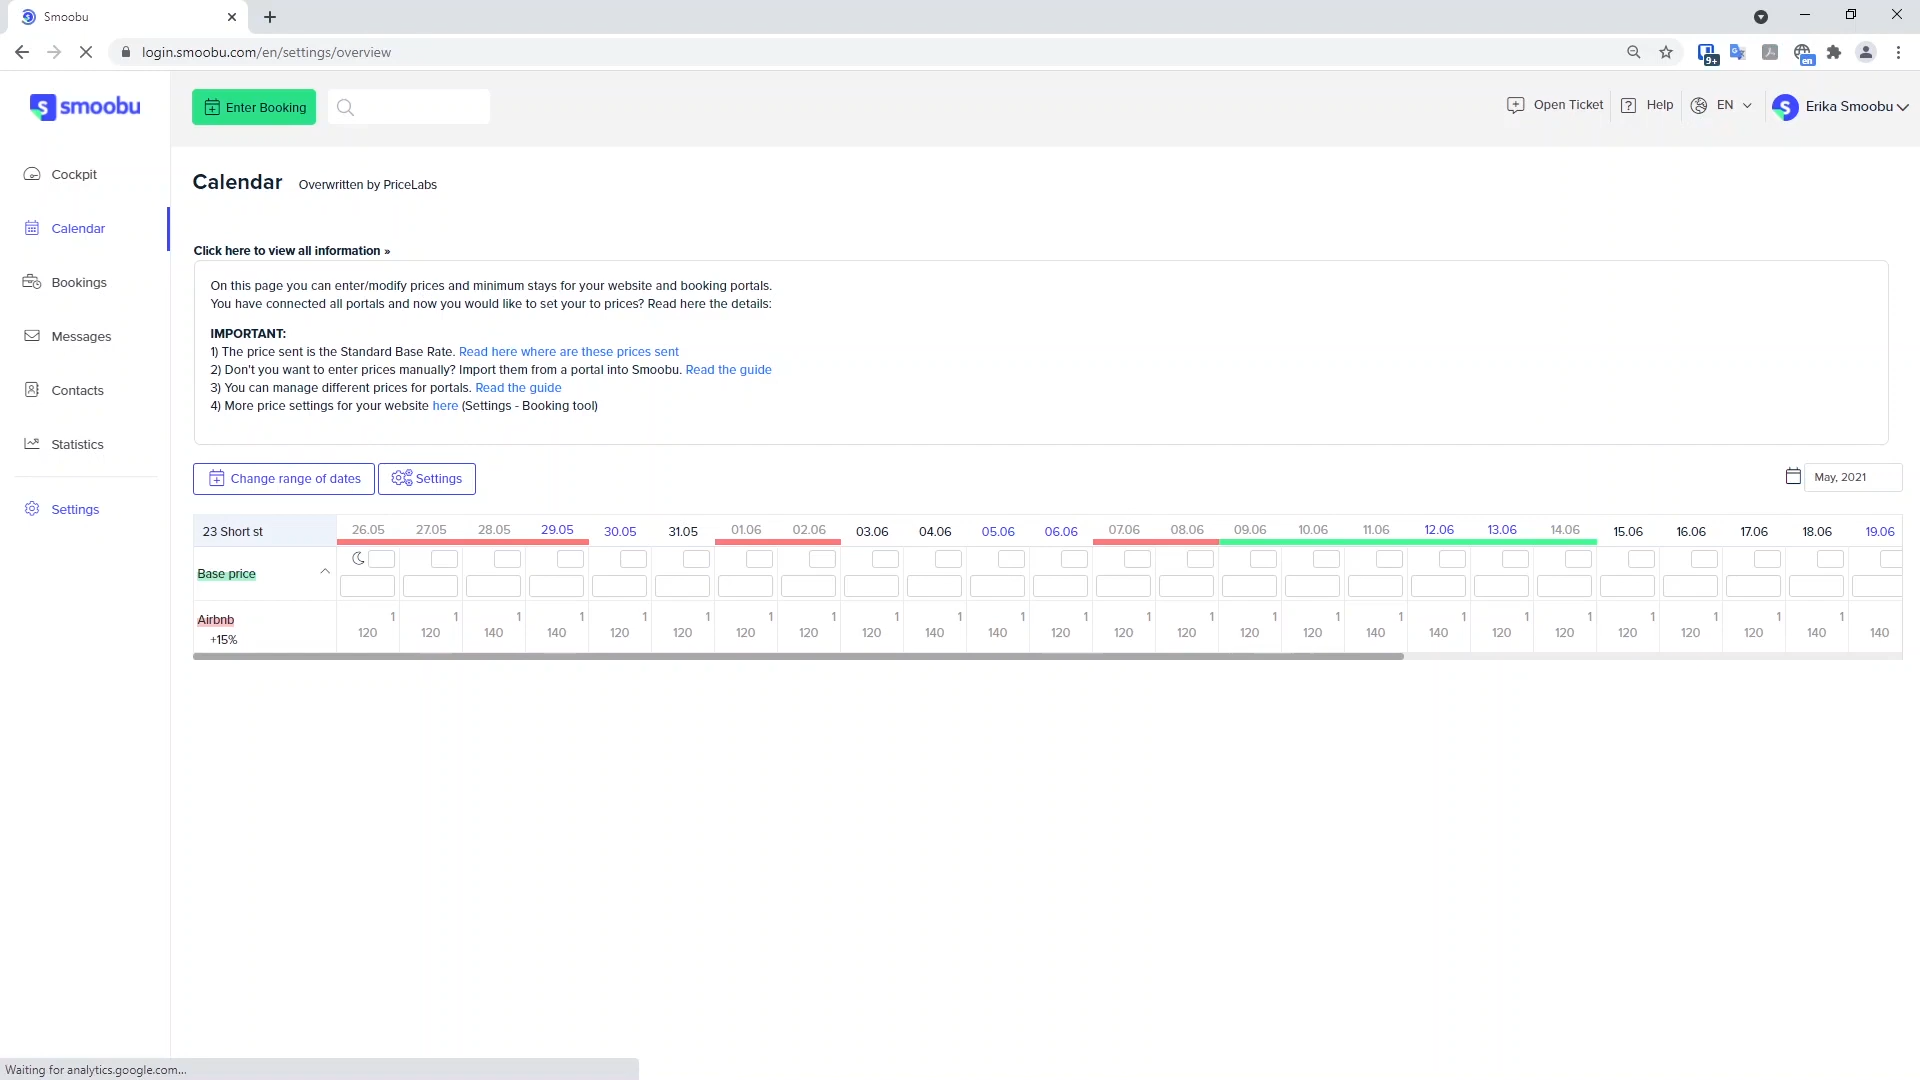 Smoobu
login.smoobu.com/en/settings/overview
9+
en
smoobu
Enter Booking
Open Ticket
Help
EN
Erika Smoobu
Cockpit
Calendar
Bookings
Messages
Contacts
Statistics
Settings
Calendar Overwritten by PriceLabs
Click here to view all information »
On this page you can enter/modify prices and minimum stays for your website and booking portals.
You have connected all portals and now you would like to set your to prices? Read here the details:
IMPORTANT:
1) The price sent is the Standard Base Rate. Read here where are these prices sent
2) Don't you want to enter prices manually? Import them from a portal into Smoobu. Read the guide
3) You can manage different prices for portals. Read the guide
4) More price settings for your website here (Settings - Booking tool)
Change range of dates
Settings
May, 2021
23 Short st 26.05 27.05 28.05 29.05 30.05 31.05 01.06 02.06 03.06 04.06 05.06 06.06 07.06 08.06 09.06 10.06 11.06 12.06 13.06 14.06 15.06 16.06 17.06 18.06 19.06
Base price
Airbnb 1 1 1 1 1 1 1 1 1 1 1 1 1 1 1 1 1 1 1 1 1 1 1 1
+15% 120 120 140 140 120 120 120 120 120 140 140 120 120 120 120 120 140 140 120 120 120 120 120 140 140
Waiting for analytics.google.com...